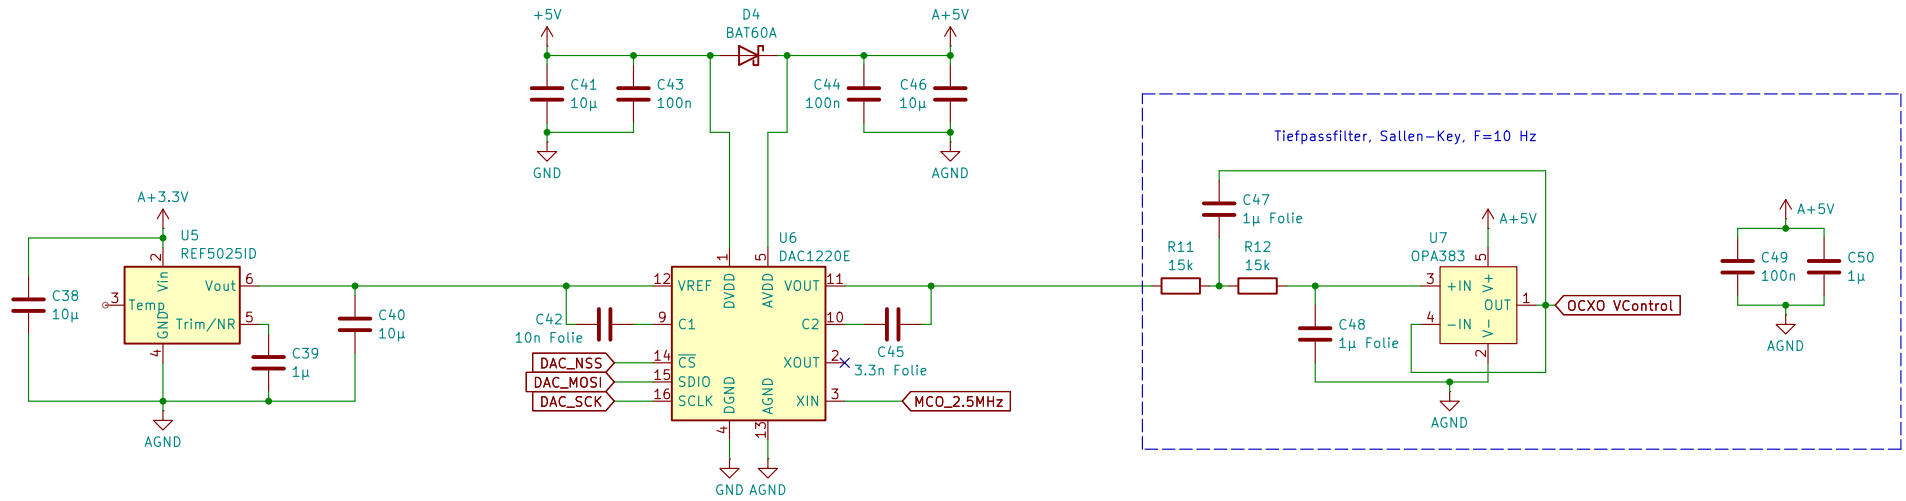 +5V
D4
BAT60A
A+5V
C41
10µ
C43
100n
C44
100n
C46
10µ
GND
AGND
Tiefpassfilter, Sallen-Key, F=10 Hz
A+3.3V
U5
REF5025ID
2
Vin
6
Vout
3
Temp
5
Trim/NR
GND
4
C38
10µ
C39
1µ
C40
10µ
AGND
U6
DAC1220E
1
DVDD
5
AVDD
12
VREF
11
VOUT
9
C1
10
C2
14
CS
2
XOUT
15
SDIO
16
SCLK
3
XIN
DGND
4
AGND
13
C42
10n Folie
C45
3.3n Folie
DAC_NSS
DAC_MOSI
DAC_SCK
MCO_2.5MHz
GND
AGND
C47
1µ Folie
R11
15k
R12
15k
C48
1µ Folie
A+5V
U7
OPA383
5
V+
3
+IN
4
-IN
OUT
1
V-
2
OCXO VControl
AGND
A+5V
C49
100n
C50
1µ
AGND